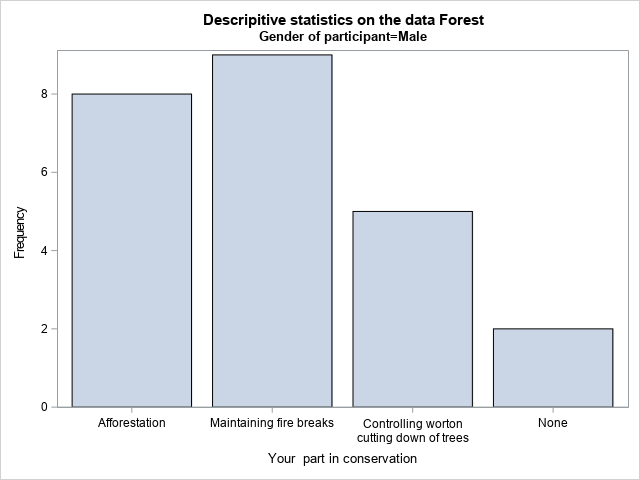 Descripitive statistics on the data Forest
Gender of participant=Male
Frequency
8
6
4
2
0
Afforestation
Maintaining fire breaks
Controlling worton
cutting down of trees
None
Your  part in conservation